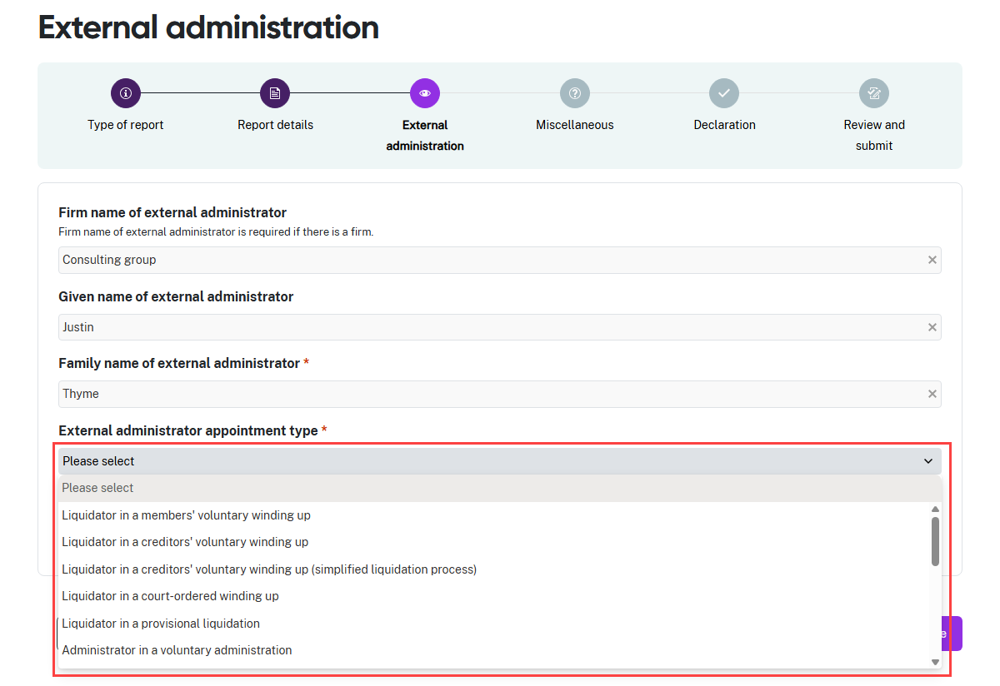 External administration
Type of report
Report details
External
administration
Miscellaneous
Declaration
Review and
submit
Firm name of external administrator
Firm name of external administrator is required if there is a firm.
Consulting group
Given name of external administrator
Justin
Family name of external administrator *
Thyme
External administrator appointment type *
Please select
Please select
Liquidator in a members' voluntary winding up
Liquidator in a creditors' voluntary winding up
Liquidator in a creditors' voluntary winding up (simplified liquidation process)
Liquidator in a court-ordered winding up
Liquidator in a provisional liquidation
Administrator in a voluntary administration